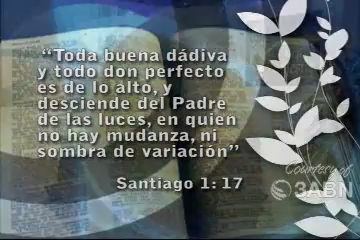 “Toda buena dádiva
y todo don perfecto
es de lo alto, y
desciende del Padre
de las luces, en quien
no hay mudanza, ni
sombra de variación”
Santiago 1: 17
Courtesy of
3ABN